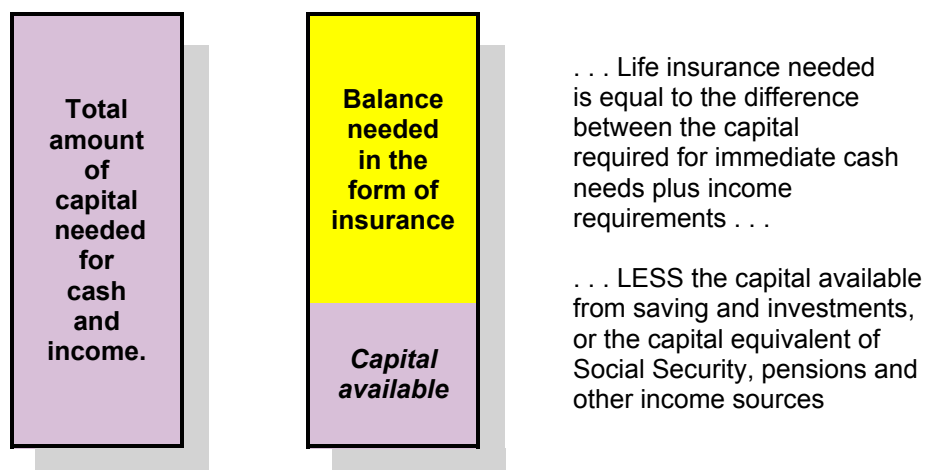 Total
amount
of
capital
needed
for
cash
and
income.
Balance
needed
in the
form of
insurance
Capital
available
. . . Life insurance needed
is equal to the difference
between the capital
required for immediate cash
needs plus income
requirements . . .
. . . LESS the capital available
from saving and investments,
or the capital equivalent of
Social Security, pensions and
other income sources